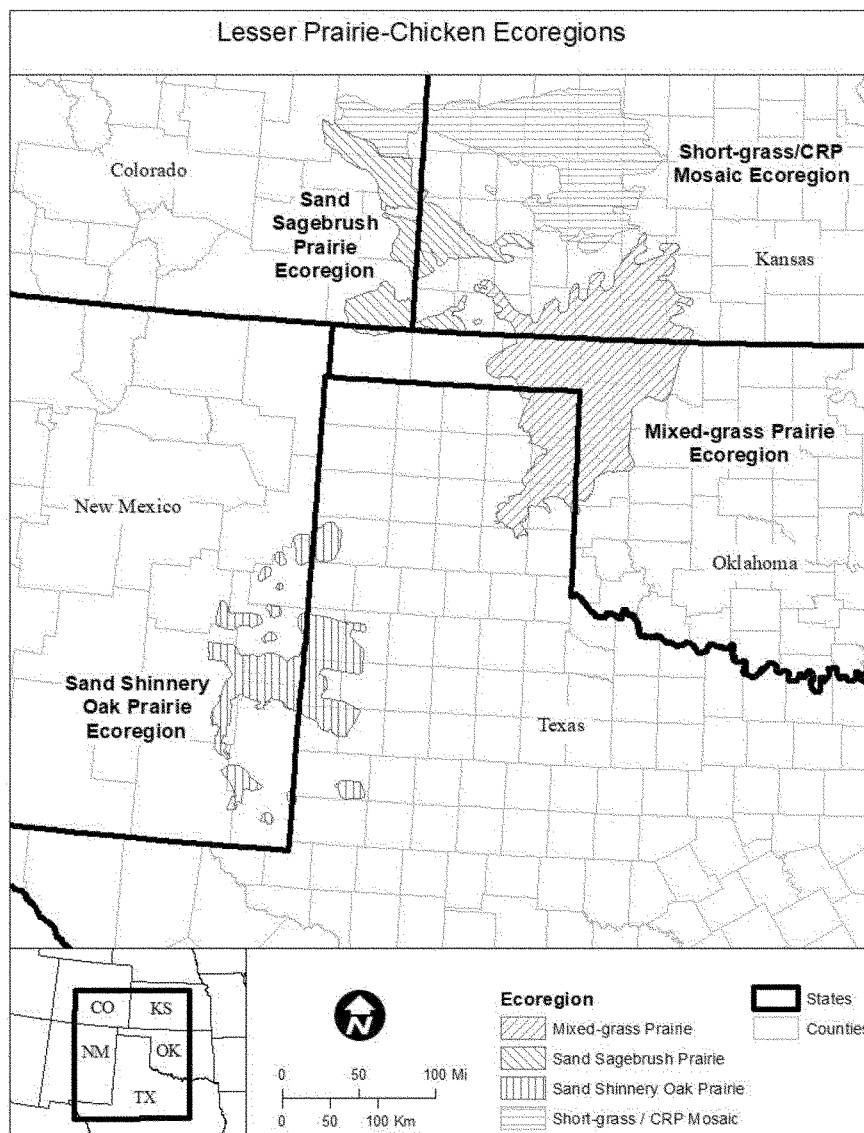 Lesser Prairie-Chicken Ecoregions
Colorado
Sand
Sagebrush
Prairie
Ecoregion
Short-grass/CRP
Mosaic Ecoregion
Kansas
Mixed-grass Prairie
Ecoregion
New Mexico
Oklahoma
Sand Shinnery
Oak Prairie
Ecoregion
Texas
CO
KS
NM
OK
TX
N
0 50 100 Mi
0 50 100 Km
Ecoregion
Mixed-grass Prairie
Sand Sagebrush Prairie
Sand Shinnery Oak Prairie
Short-grass / CRP Mosaic
States
Counties